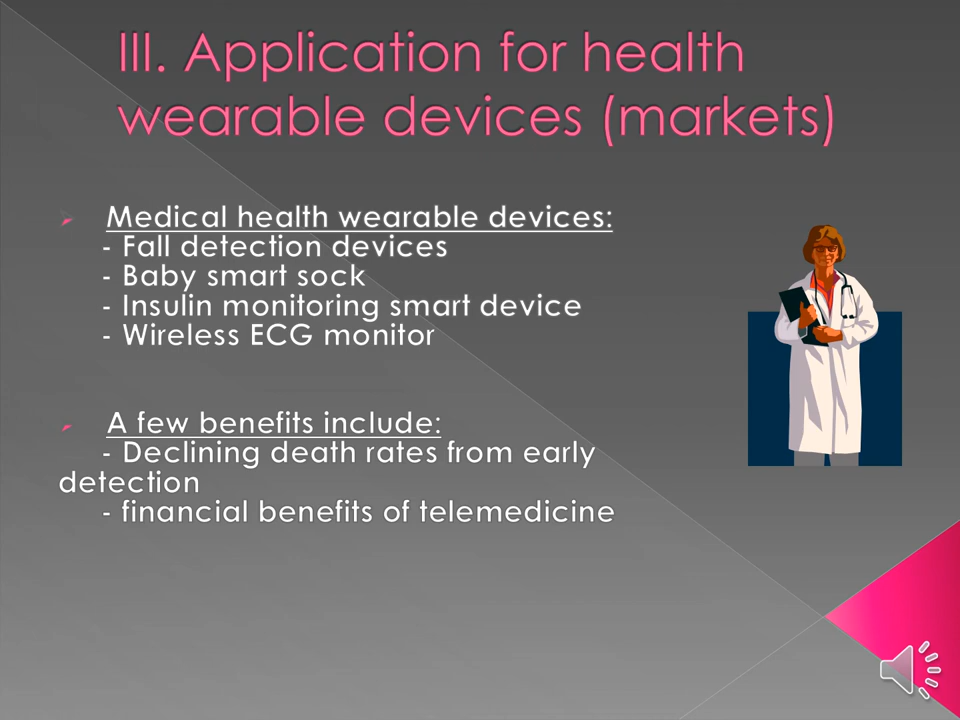 III. Application for health
wearable devices (markets)
Medical health wearable devices:
- Fall detection devices
- Baby smart sock
- Insulin monitoring smart device
- Wireless ECG monitor
A few benefits include:
- Declining death rates from early
detection
- financial benefits of telemedicine